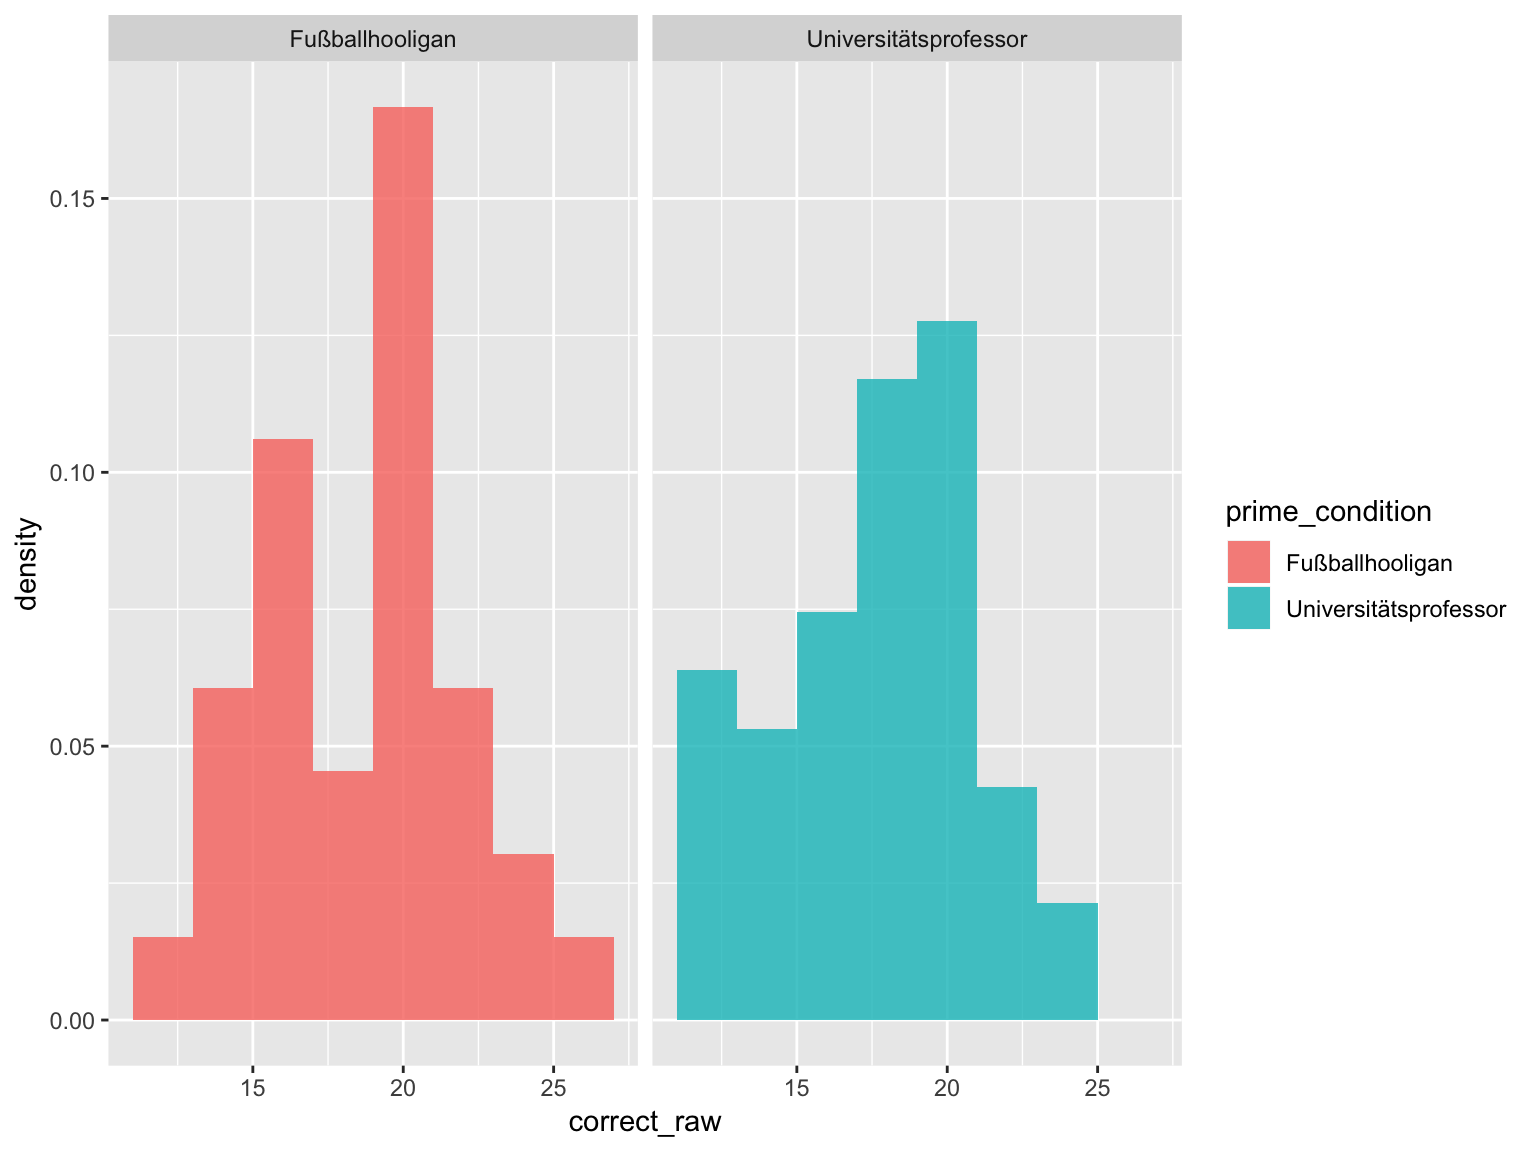 Fußballhooligan
Universitätsprofessor
0.15
0.10
0.05
0.00
density
15
20
25
15
20
25
correct_raw
prime_condition
Fußballhooligan
Universitätsprofessor